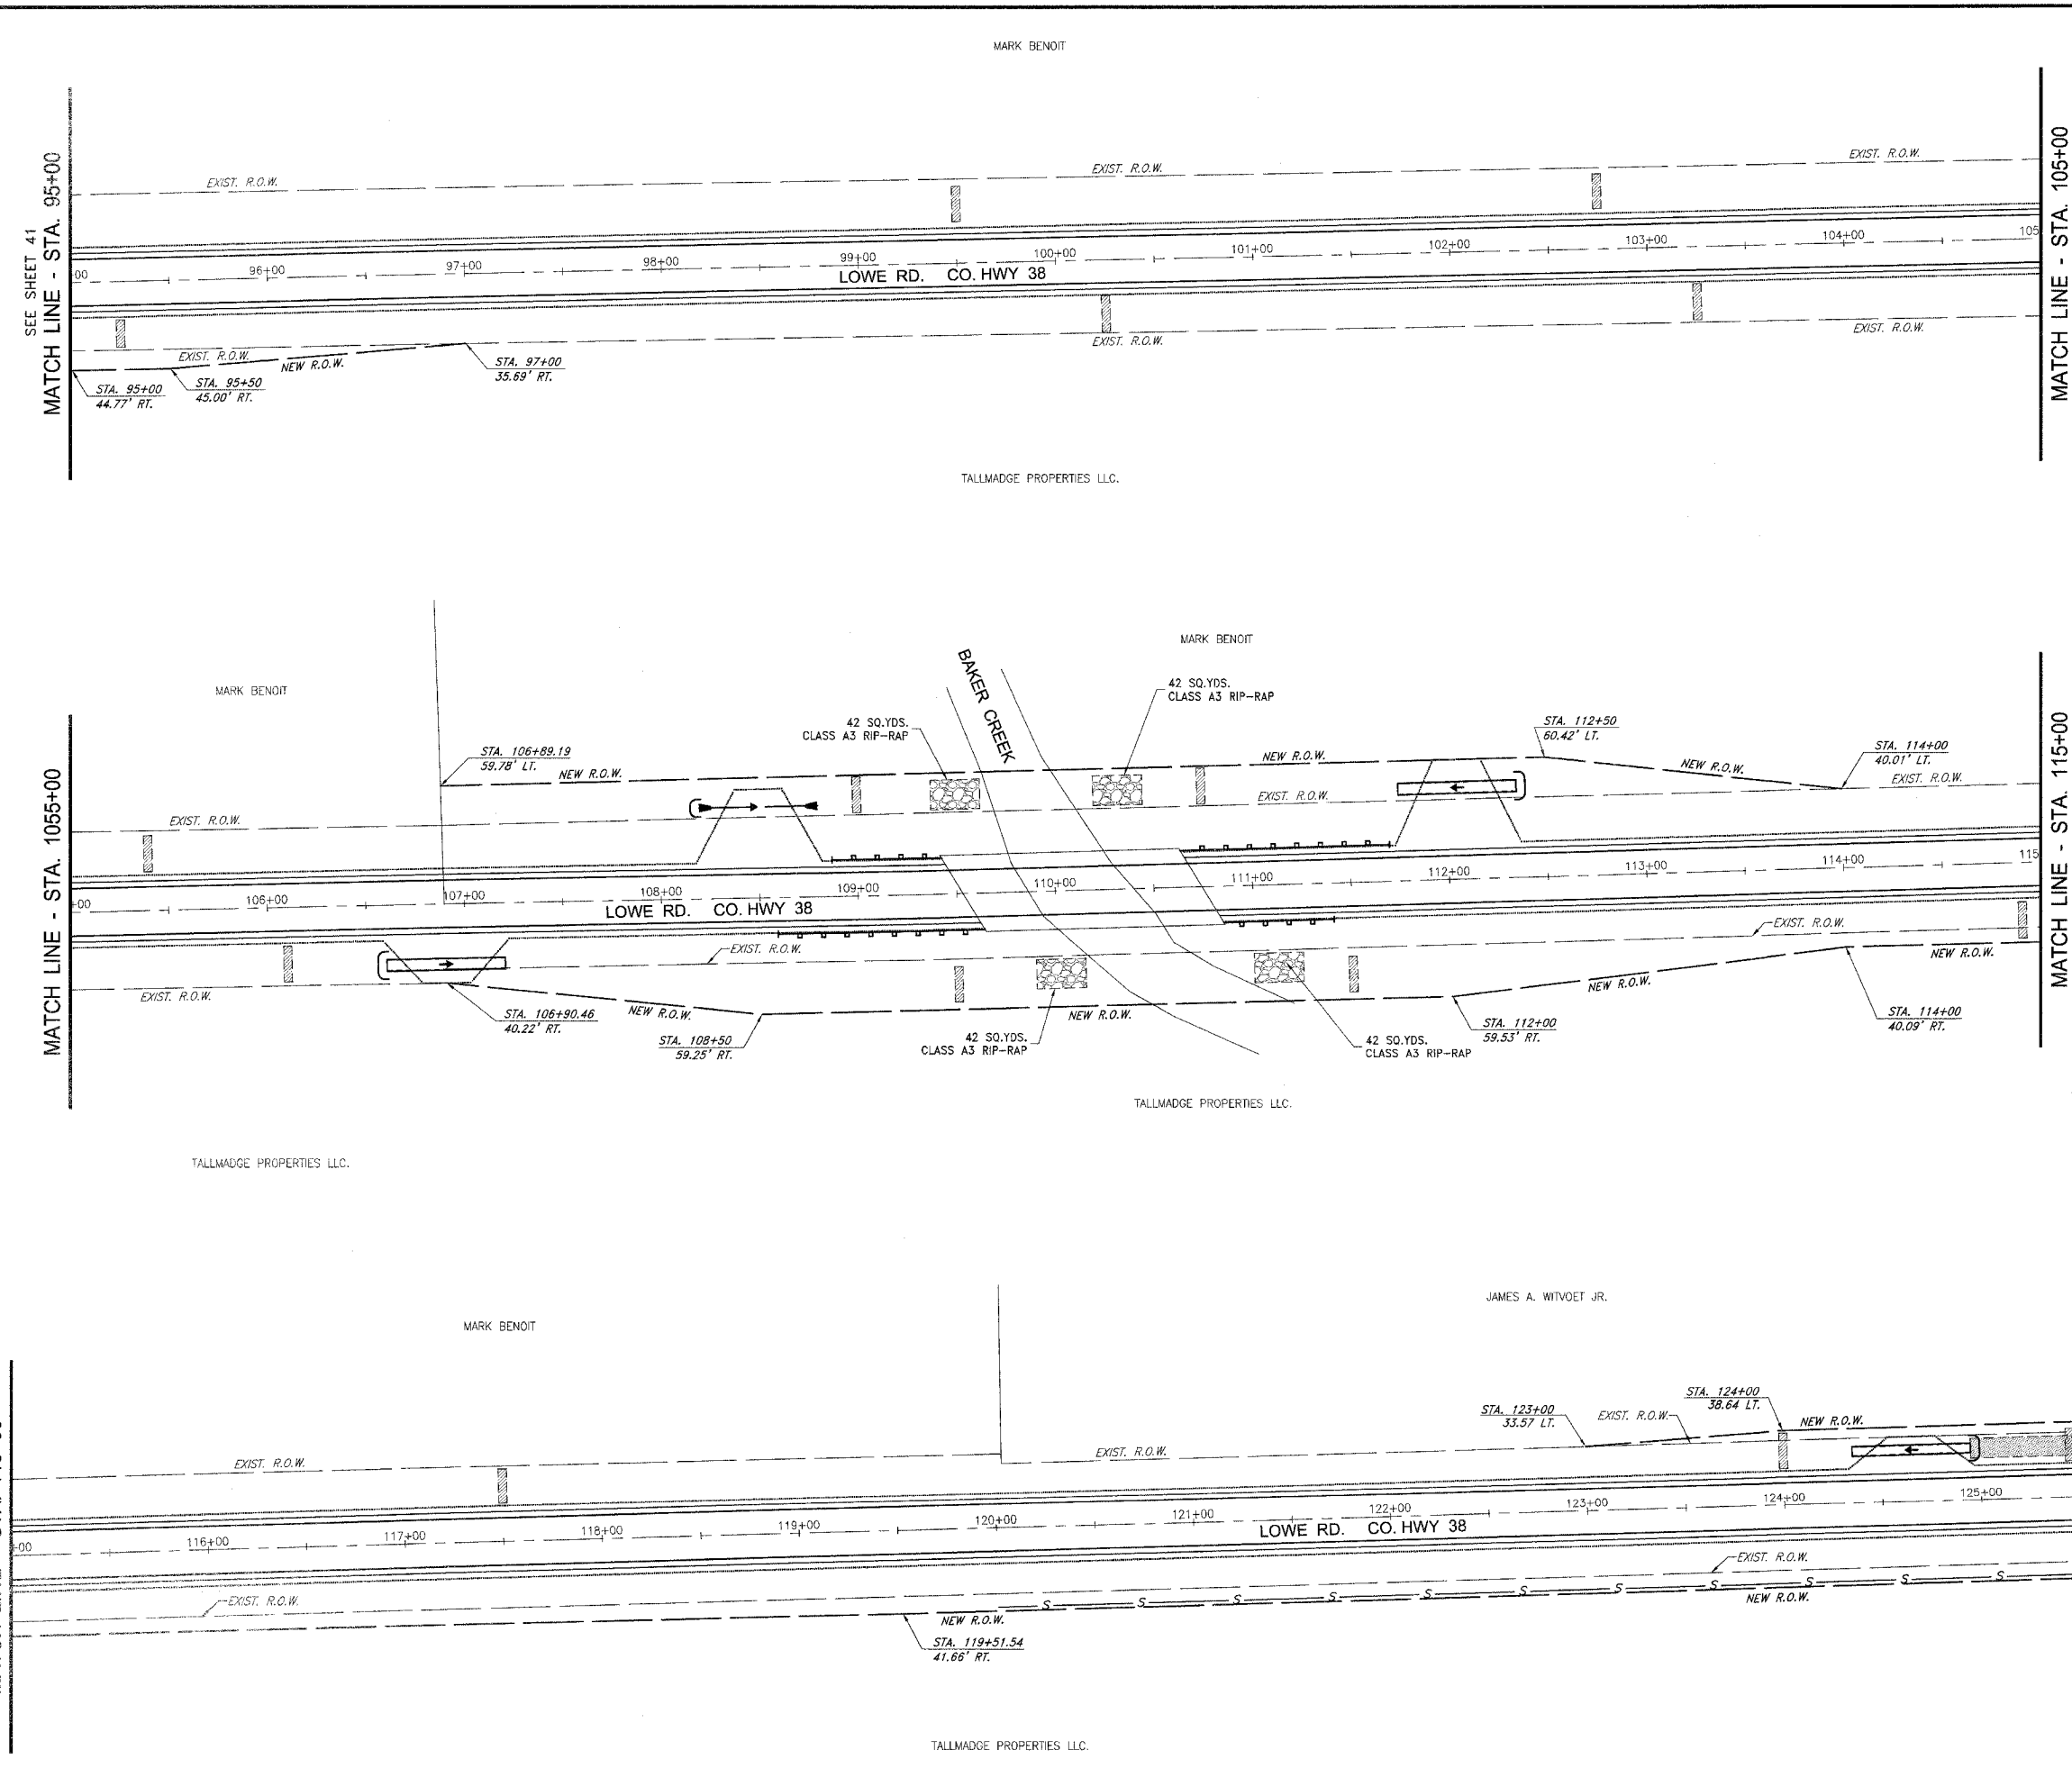 MARK BENOIT
SEE SHEET 41
MATCH LINE - STA. 95+00
MATCH LINE - STA. 105+00
EXIST. R.O.W.
EXIST. R.O.W.
EXIST. R.O.W.
00
96+00
97+00
98+00
99+00
100+00
101+00
102+00
103+00
104+00
105
LOWE RD. CO. HWY 38
EXIST. R.O.W.
NEW R.O.W.
EXIST. R.O.W.
EXIST. R.O.W.
STA. 95+00
44.77' RT.
STA. 95+50
45.00' RT.
STA. 97+00
35.69' RT.
TALLMADGE PROPERTIES LLC.
MARK BENOIT
MARK BENOIT
BAKER CREEK
MATCH LINE - STA. 1055+00
MATCH LINE - STA. 115+00
42 SQ.YDS.
CLASS A3 RIP-RAP
42 SQ.YDS.
CLASS A3 RIP-RAP
STA. 106+89.19
59.78' LT.
NEW R.O.W.
NEW R.O.W.
STA. 112+50
60.42' LT.
NEW R.O.W.
STA. 114+00
40.01' LT.
EXIST. R.O.W.
EXIST. R.O.W.
EXIST. R.O.W.
+00
106+00
107+00
108+00
109+00
110+00
111+00
112+00
113+00
114+00
115
LOWE RD. CO. HWY 38
EXIST. R.O.W.
EXIST. R.O.W.
EXIST. R.O.W.
NEW R.O.W.
NEW R.O.W.
NEW R.O.W.
NEW R.O.W.
STA. 106+90.46
40.22' RT.
STA. 108+50
59.25' RT.
42 SQ.YDS.
CLASS A3 RIP-RAP
42 SQ.YDS.
CLASS A3 RIP-RAP
STA. 112+00
59.53' RT.
STA. 114+00
40.09' RT.
TALLMADGE PROPERTIES LLC.
TALLMADGE PROPERTIES LLC.
JAMES A. WITVOET JR.
MARK BENOIT
STA. 123+00
33.57 LT.
EXIST. R.O.W.
STA. 124+00
38.64 LT.
NEW R.O.W.
EXIST. R.O.W.
EXIST. R.O.W.
+00
116+00
117+00
118+00
119+00
120+00
121+00
122+00
123+00
124+00
125+00
LOWE RD. CO. HWY 38
EXIST. R.O.W.
EXIST. R.O.W.
S S S S S S S S S S S
NEW R.O.W.
NEW R.O.W.
STA. 119+51.54
41.66' RT.
TALLMADGE PROPERTIES LLC.